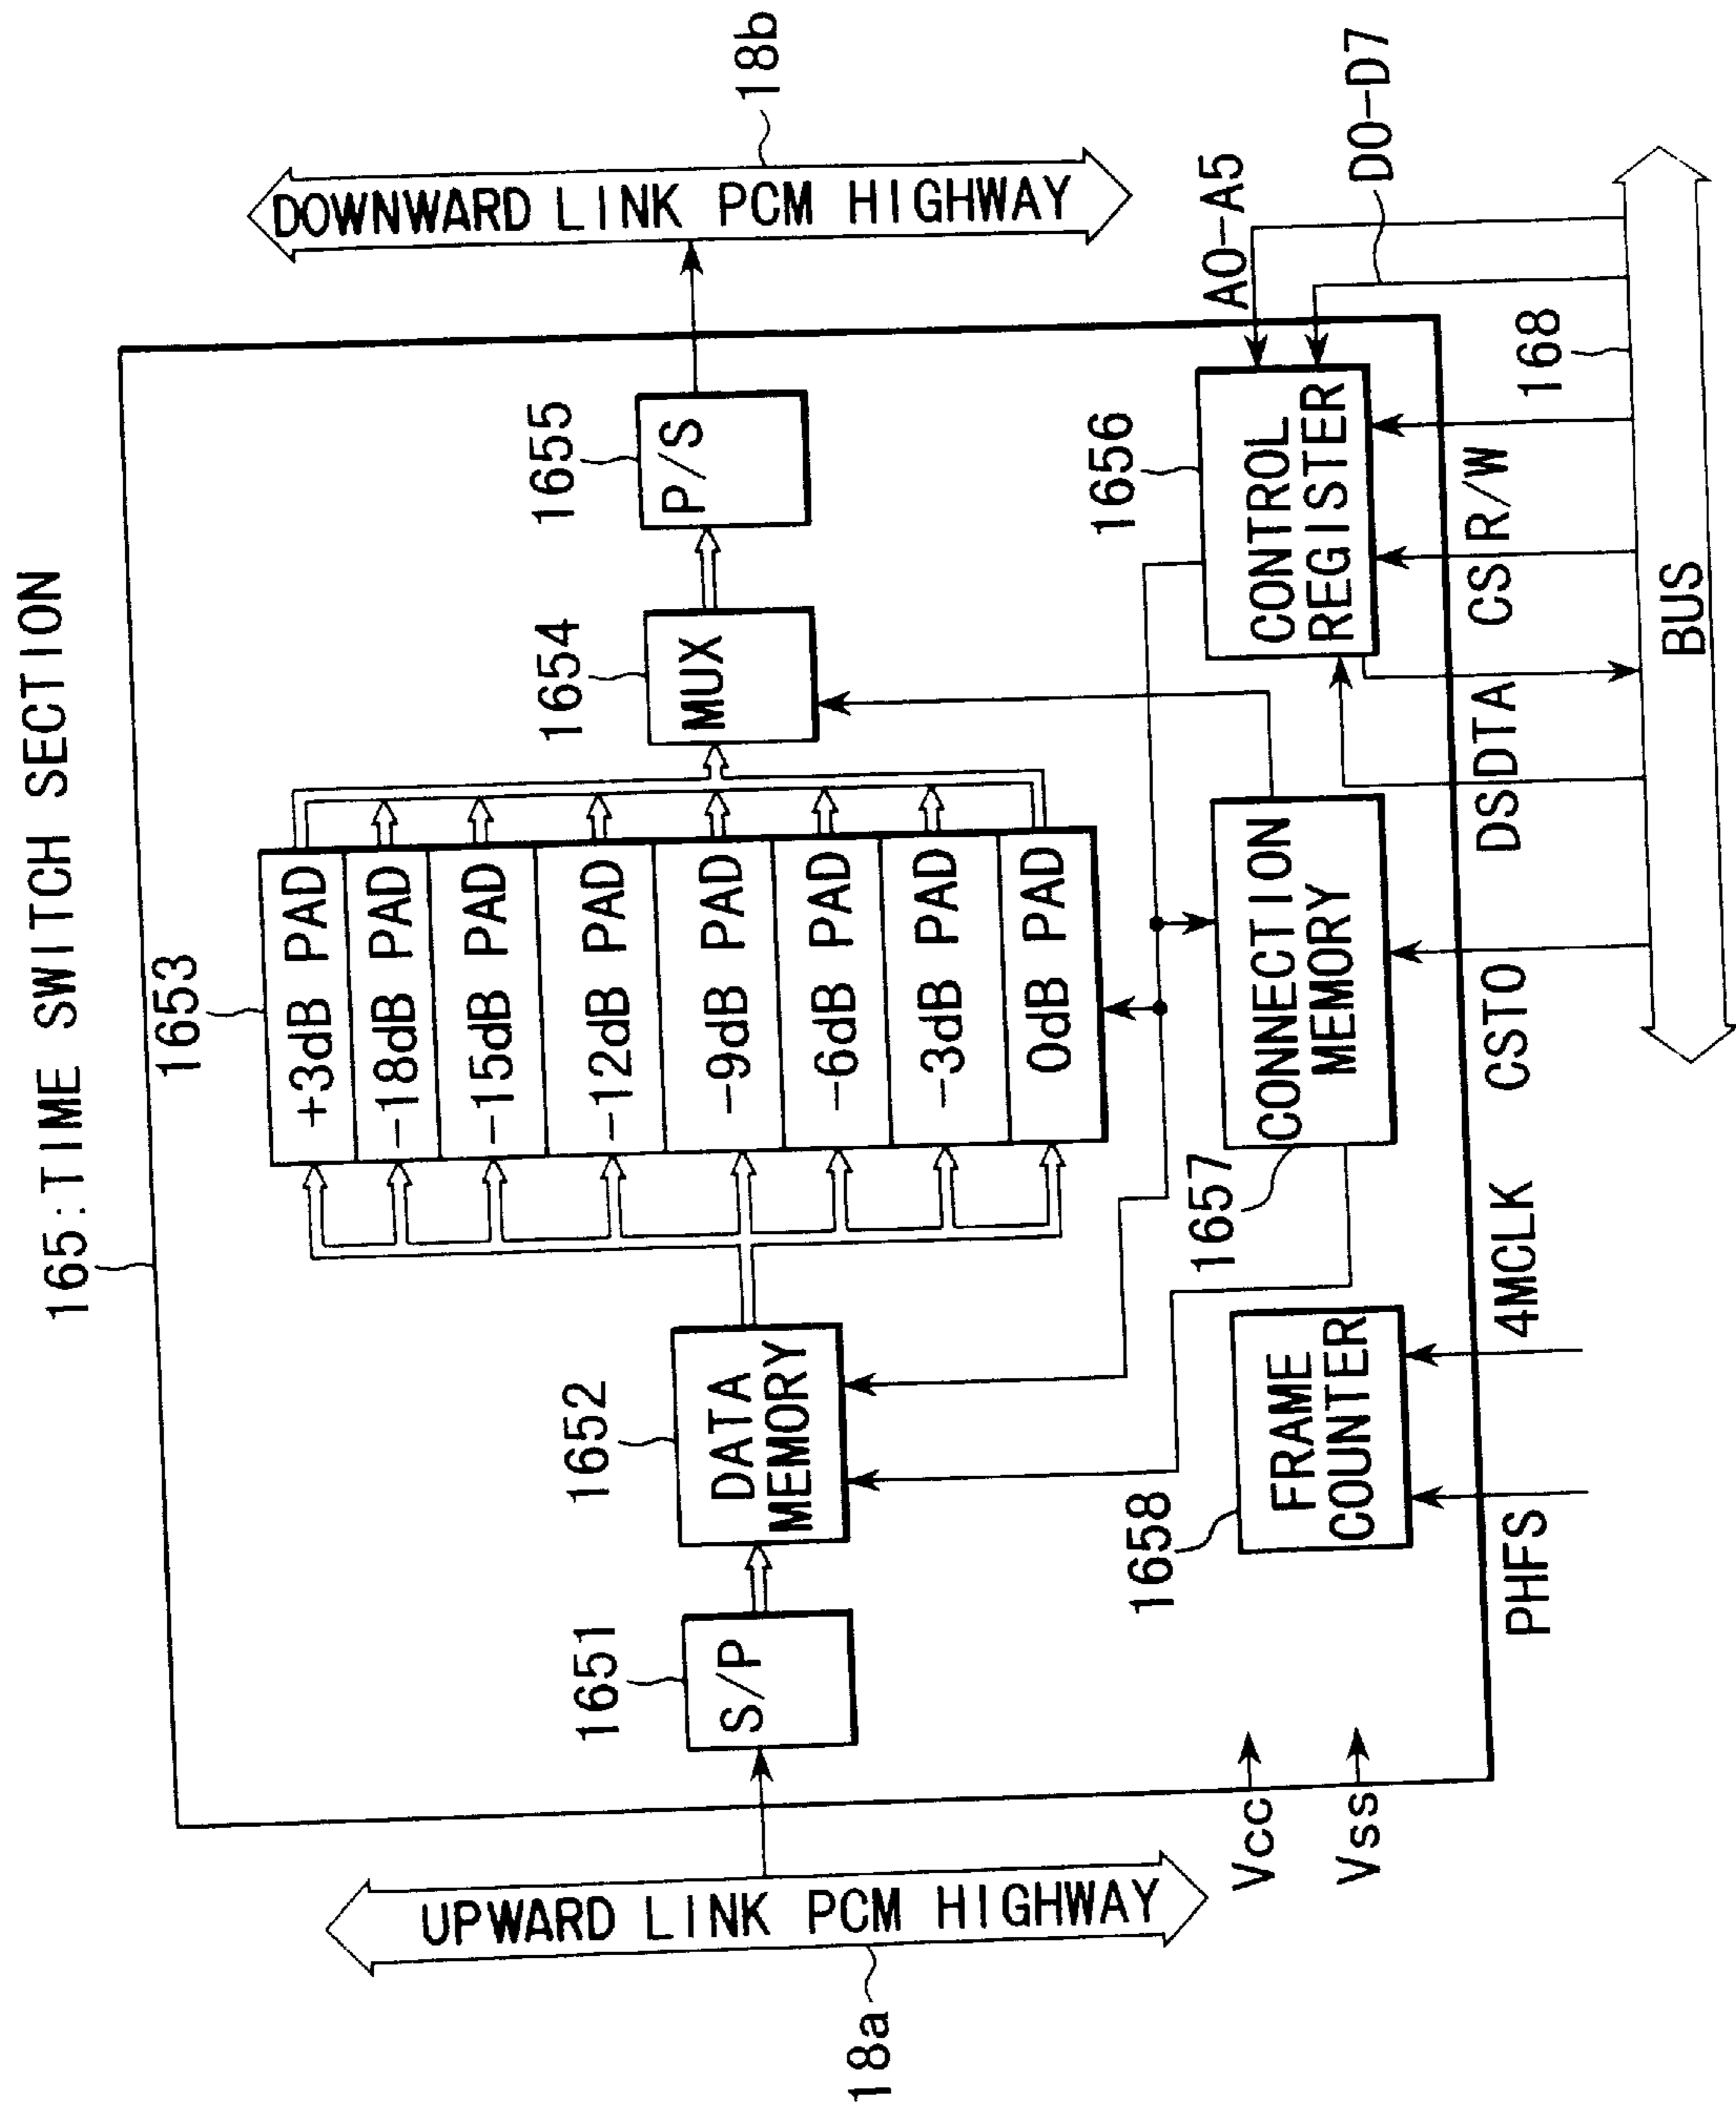 165:TIME SWITCH SECTION
1653
+3dB PAD
-18dB PAD
-15dB PAD
-12dB PAD
-9dB PAD
-6dB PAD
-3dB PAD
0dB PAD
1651
S/P
1652
DATA
MEMORY
1654
MUX
1655
P/S
UPWARD LINK PCM HIGHWAY
18a
DOWNWARD LINK PCM HIGHWAY
18b
1656
CONTROL
REGISTER
A0-A5
D0-D7
1657
CONNECTION
MEMORY
1658
FRAME
COUNTER
Vcc
Vss
PHFS
4MCLK
CSTO
DSDTA
CS
R/W
168
BUS